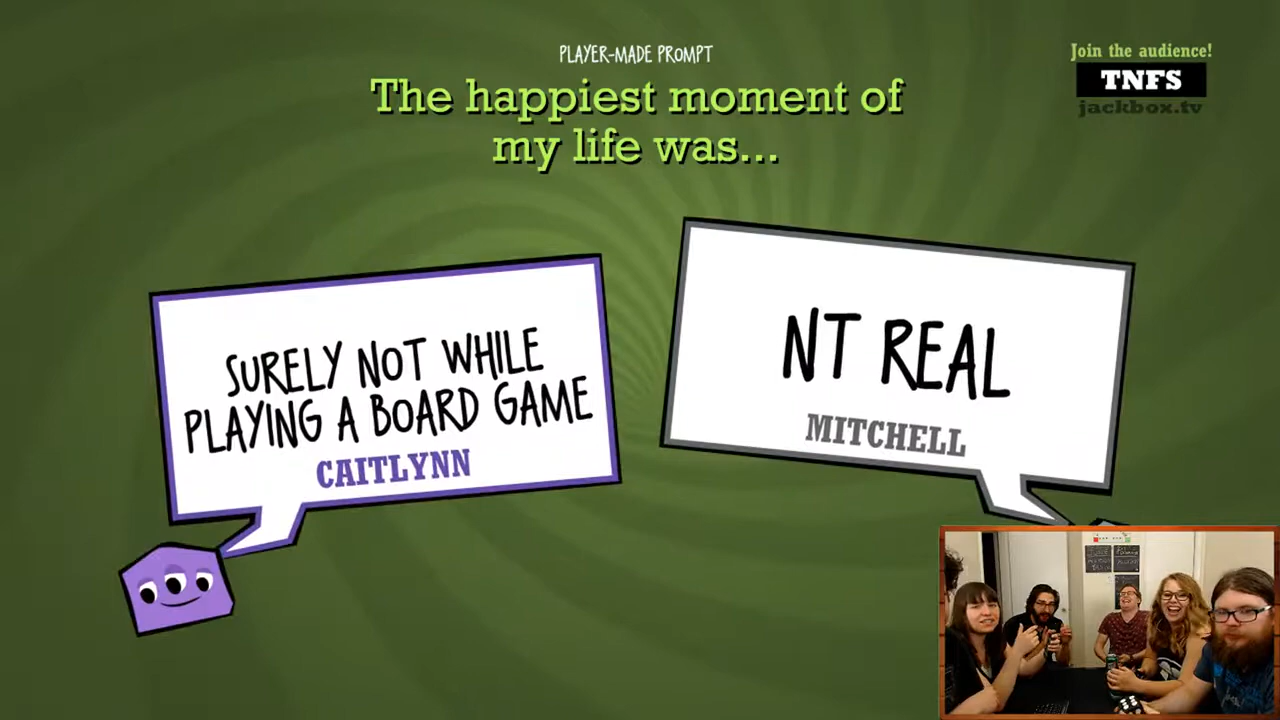 PLAYER-MADE PROMPT
The happiest moment of
my life was...
Join the audience!
TNFS
jackbox.tv
SURELY NOT WHILE
PLAYING A BOARD GAME
CAITLYNN
NT REAL
MITCHELL